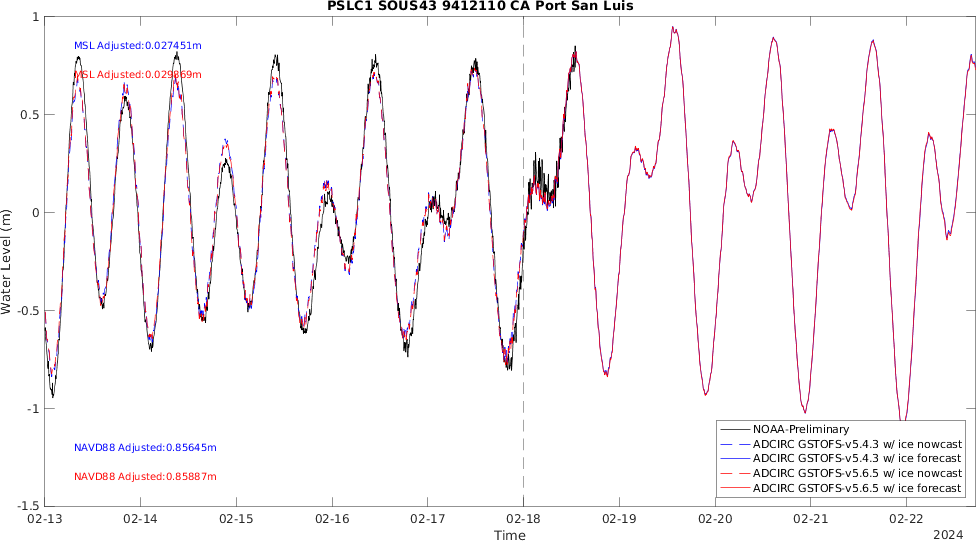 PSLC1 SOUS43 9412110 CA Port San Luis
1
MSL Adjusted:0.027451m
MSL Adjusted:0.029869m
0.5
0
Water Level (m)
-0.5
-1
NOAA-Preliminary
ADCIRC GSTOFS-v5.4.3 w/ ice nowcast
ADCIRC GSTOFS-v5.4.3 w/ ice forecast
ADCIRC GSTOFS-v5.6.5 w/ ice nowcast
ADCIRC GSTOFS-v5.6.5 w/ ice forecast
NAVD88 Adjusted:0.85645m
NAVD88 Adjusted:0.85887m
-1.5
02-13 02-14 02-15 02-16 02-17 02-18 02-19 02-20 02-21 02-22
Time
2024